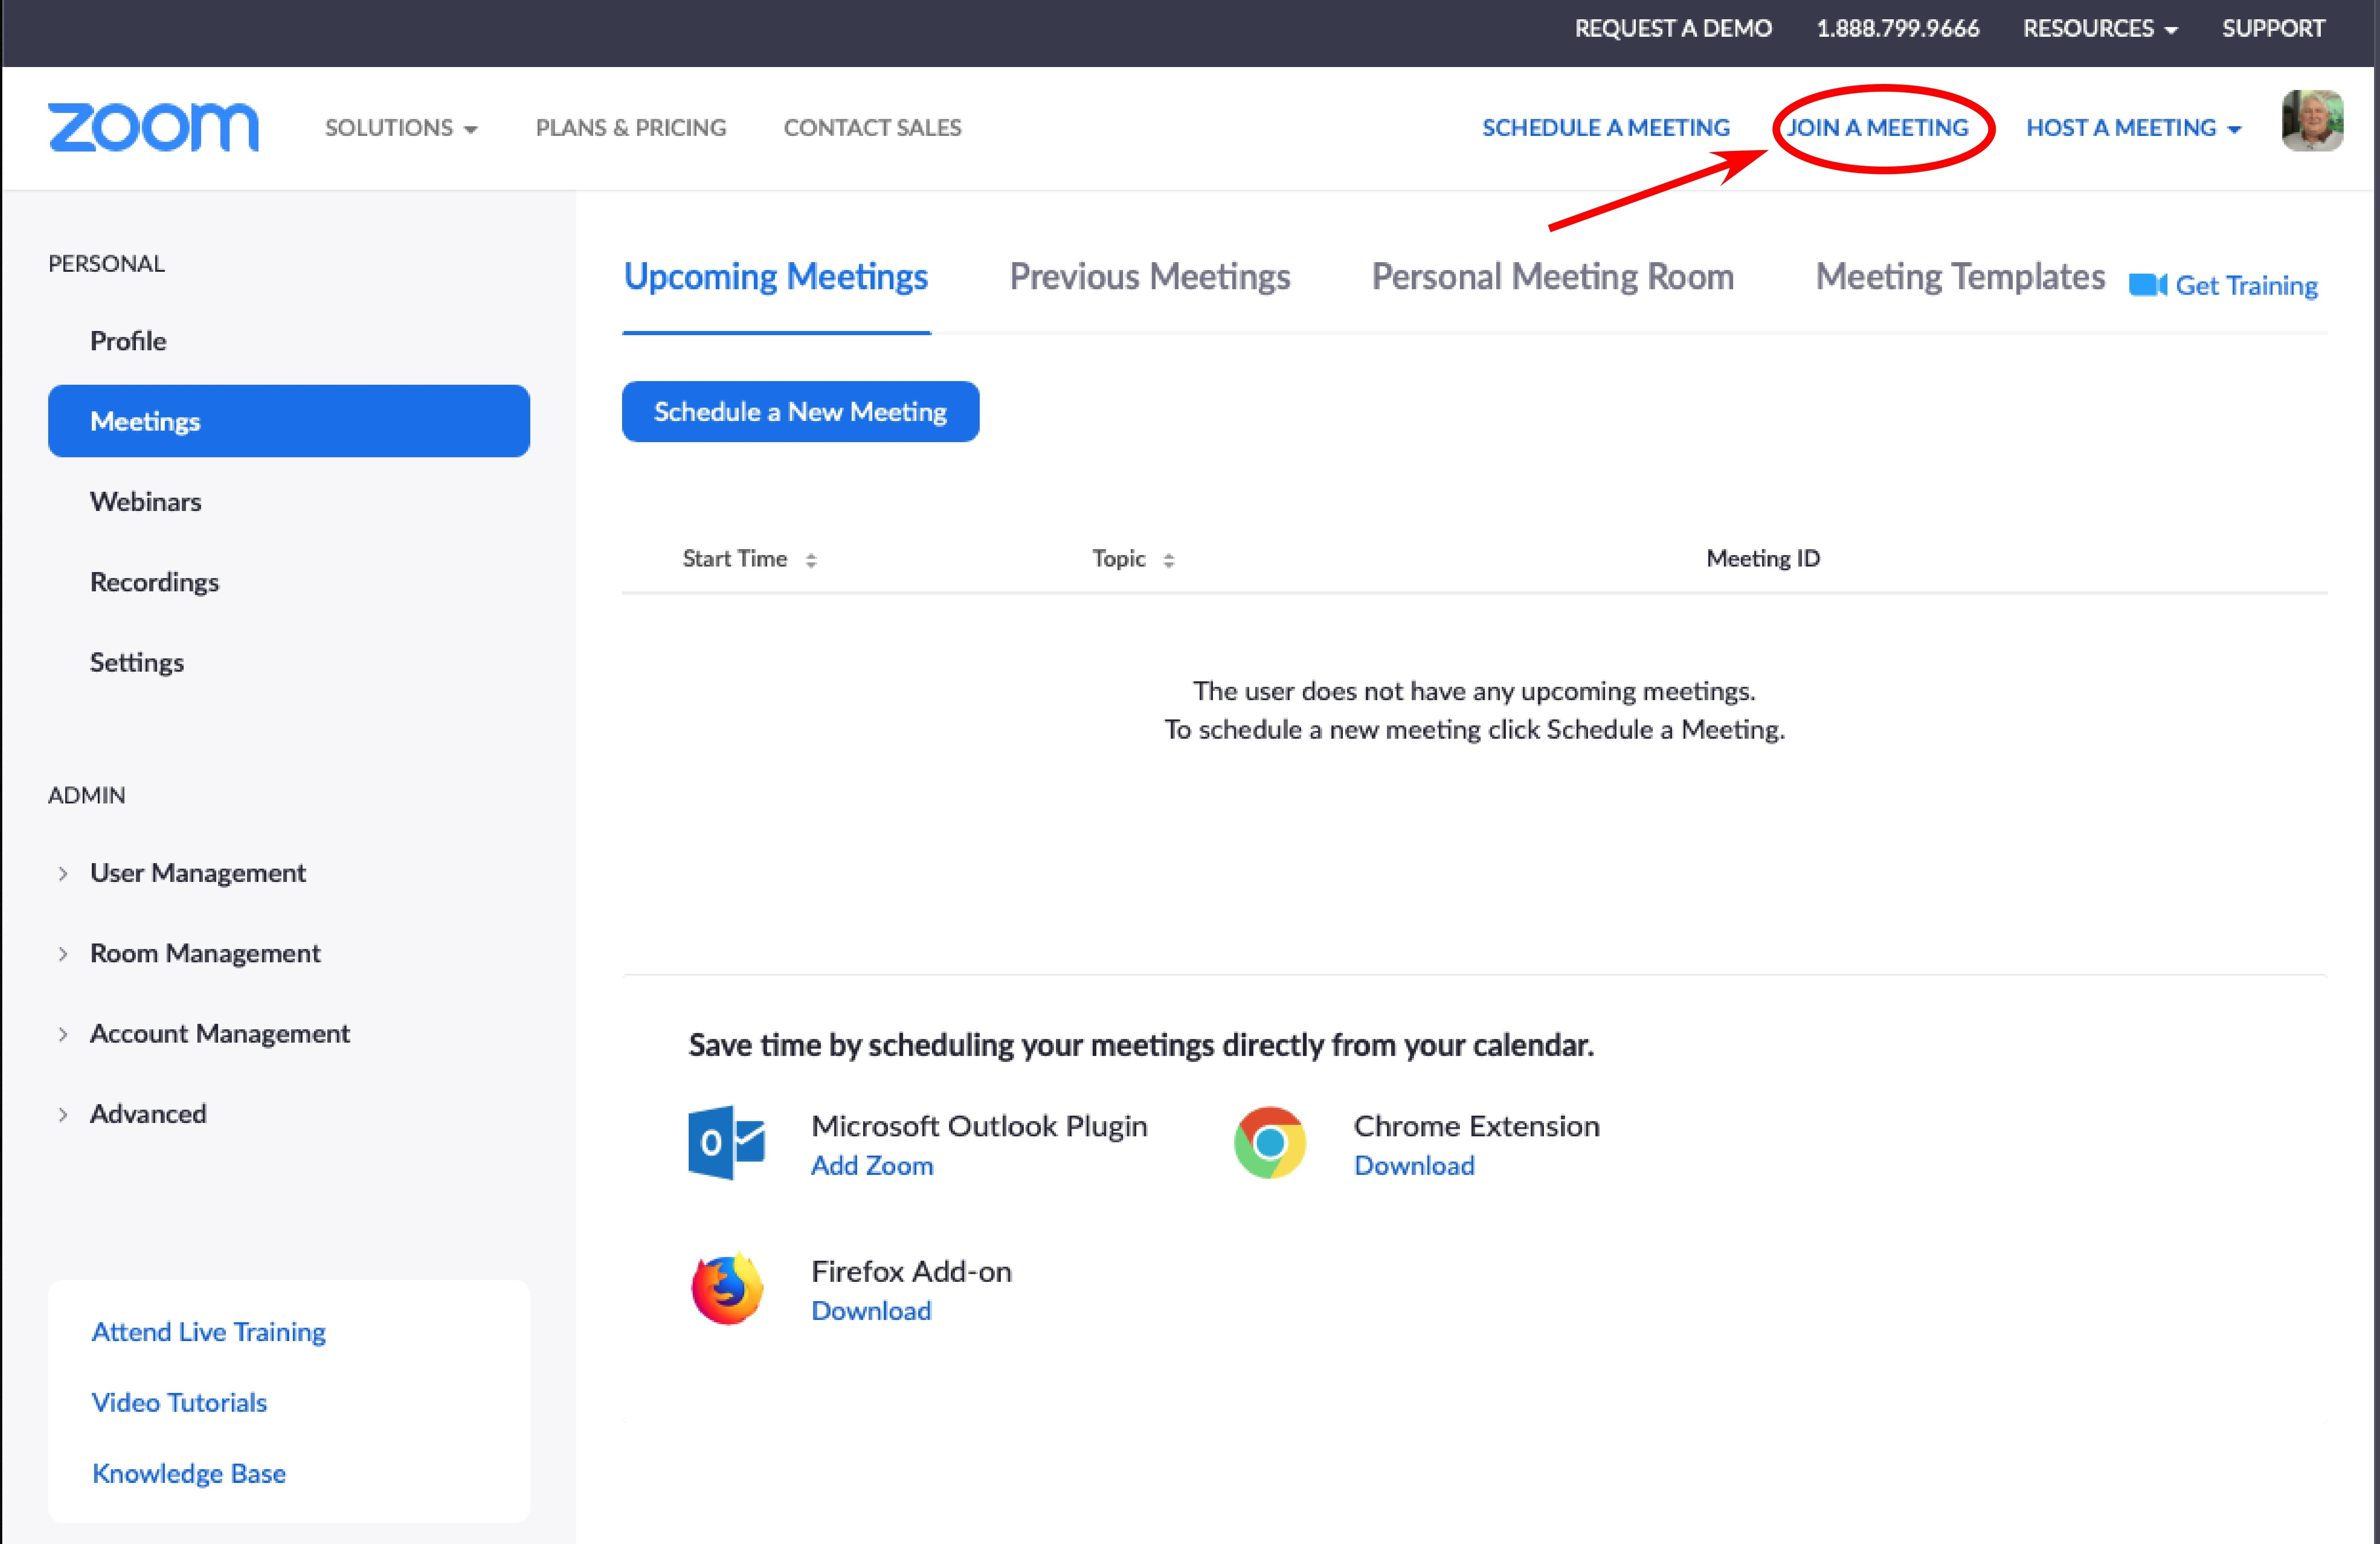 REQUEST A DEMO 1.888.799.9666 RESOURCES SUPPORT
zoom SOLUTIONS PLANS & PRICING CONTACT SALES SCHEDULE A MEETING JOIN A MEETING HOST A MEETING
PERSONAL
Profile
Meetings
Webinars
Recordings
Settings
ADMIN
User Management
Room Management
Account Management
Advanced
Attend Live Training
Video Tutorials
Knowledge Base
Upcoming Meetings Previous Meetings Personal Meeting Room Meeting Templates Get Training
Schedule a New Meeting
Start Time Topic Meeting ID
The user does not have any upcoming meetings.
To schedule a new meeting click Schedule a Meeting.
Save time by scheduling your meetings directly from your calendar.
Microsoft Outlook Plugin
Add Zoom
Chrome Extension
Download
Firefox Add-on
Download